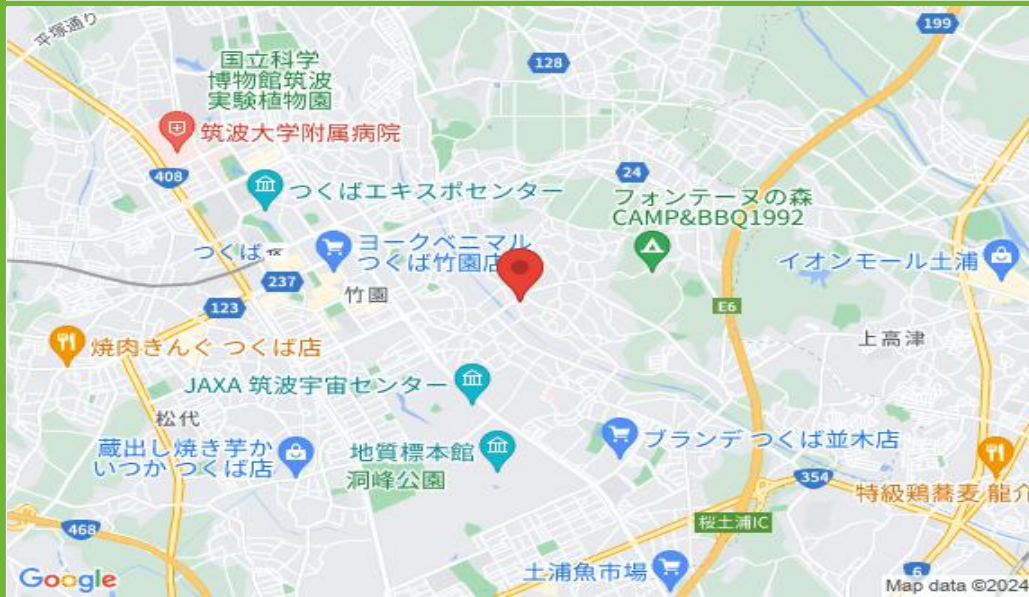 平塚通り
199
国立科学
博物館筑波
実験植物園
128
筑波大学附属病院
408
24
つくばエキスポセンター
フォンテーヌの森
CAMP&BBQ1992
つくば
ヨークベニマル
つくば竹園店
イオンモール土浦
237
竹園
E6
123
焼肉きんぐ つくば店
上高津
JAXA 筑波宇宙センター
松代
蔵出し焼き芋か
いつか つくば店
地質標本館
洞峰公園
ブランデ つくば並木店
354
特級鶏蕎麦 龍介
468
桜土浦IC
土浦魚市場
6
Google
Map data ©2024